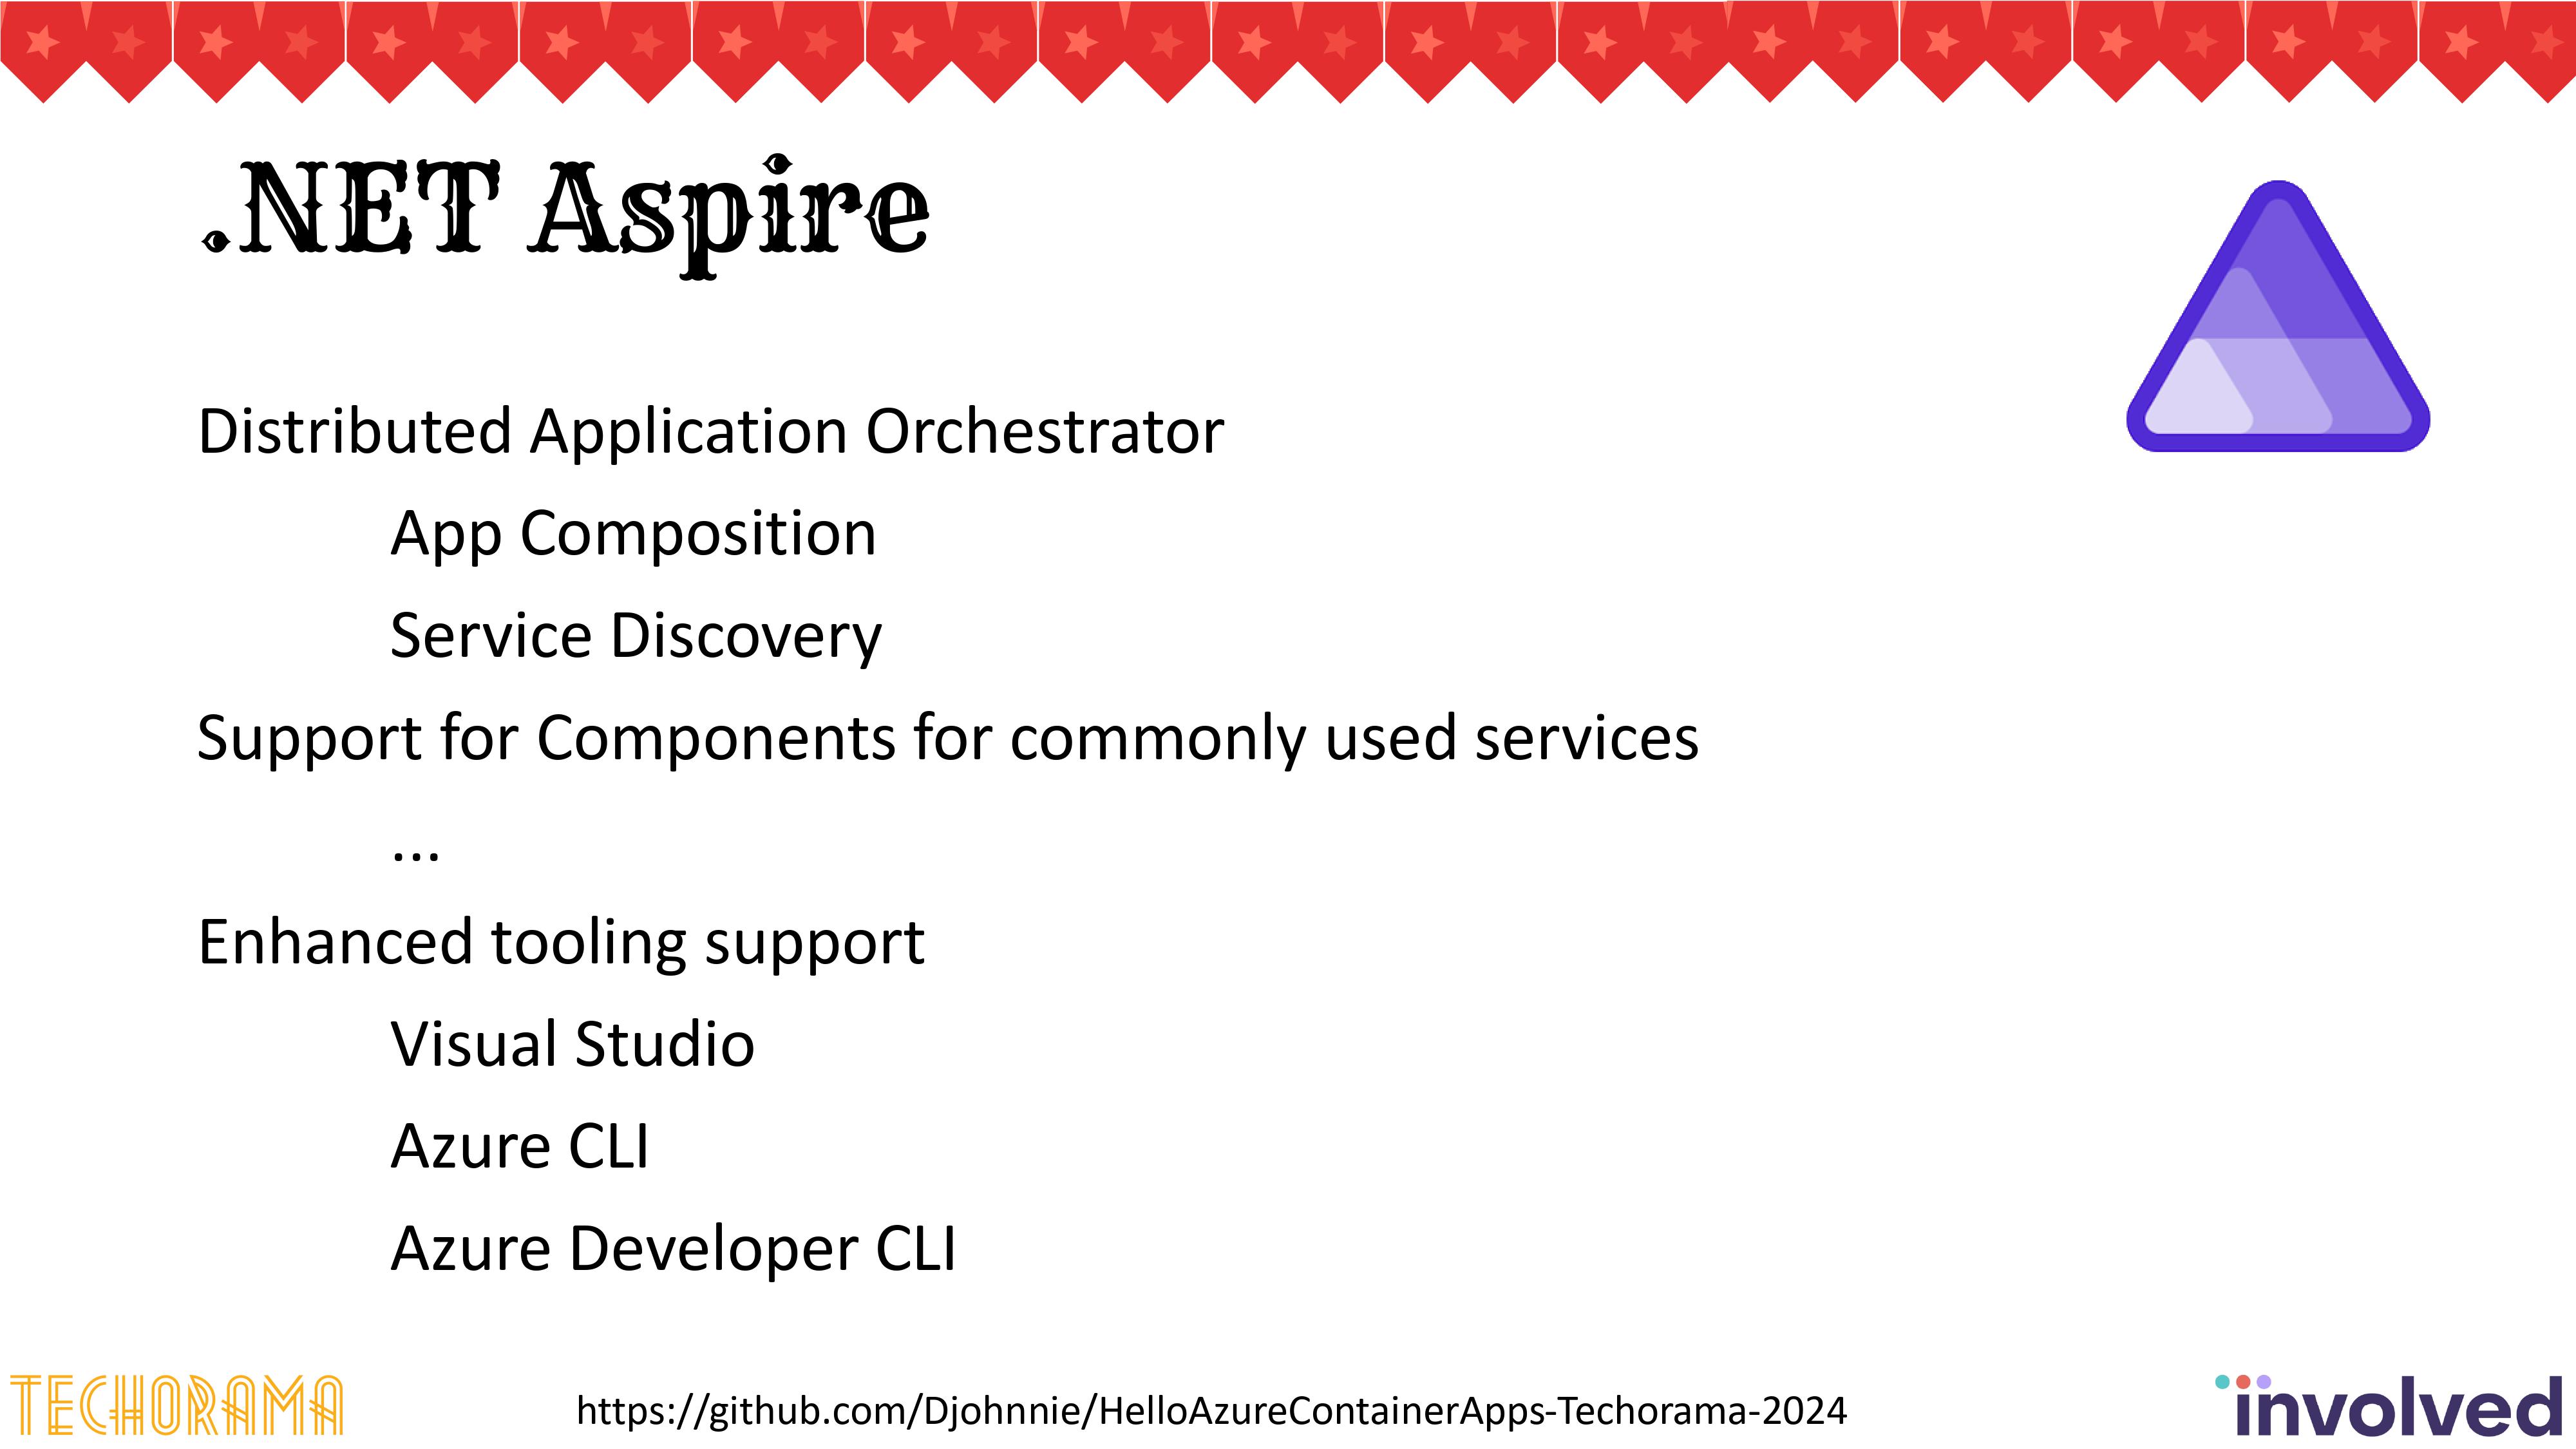 .NET Aspire
Distributed Application Orchestrator
App Composition
Service Discovery
Support for Components for commonly used services
...
Enhanced tooling support
Visual Studio
Azure CLI
Azure Developer CLI
TECHORAMA
https://github.com/Djohnnie/HelloAzureContainerApps-Techorama-2024
involved